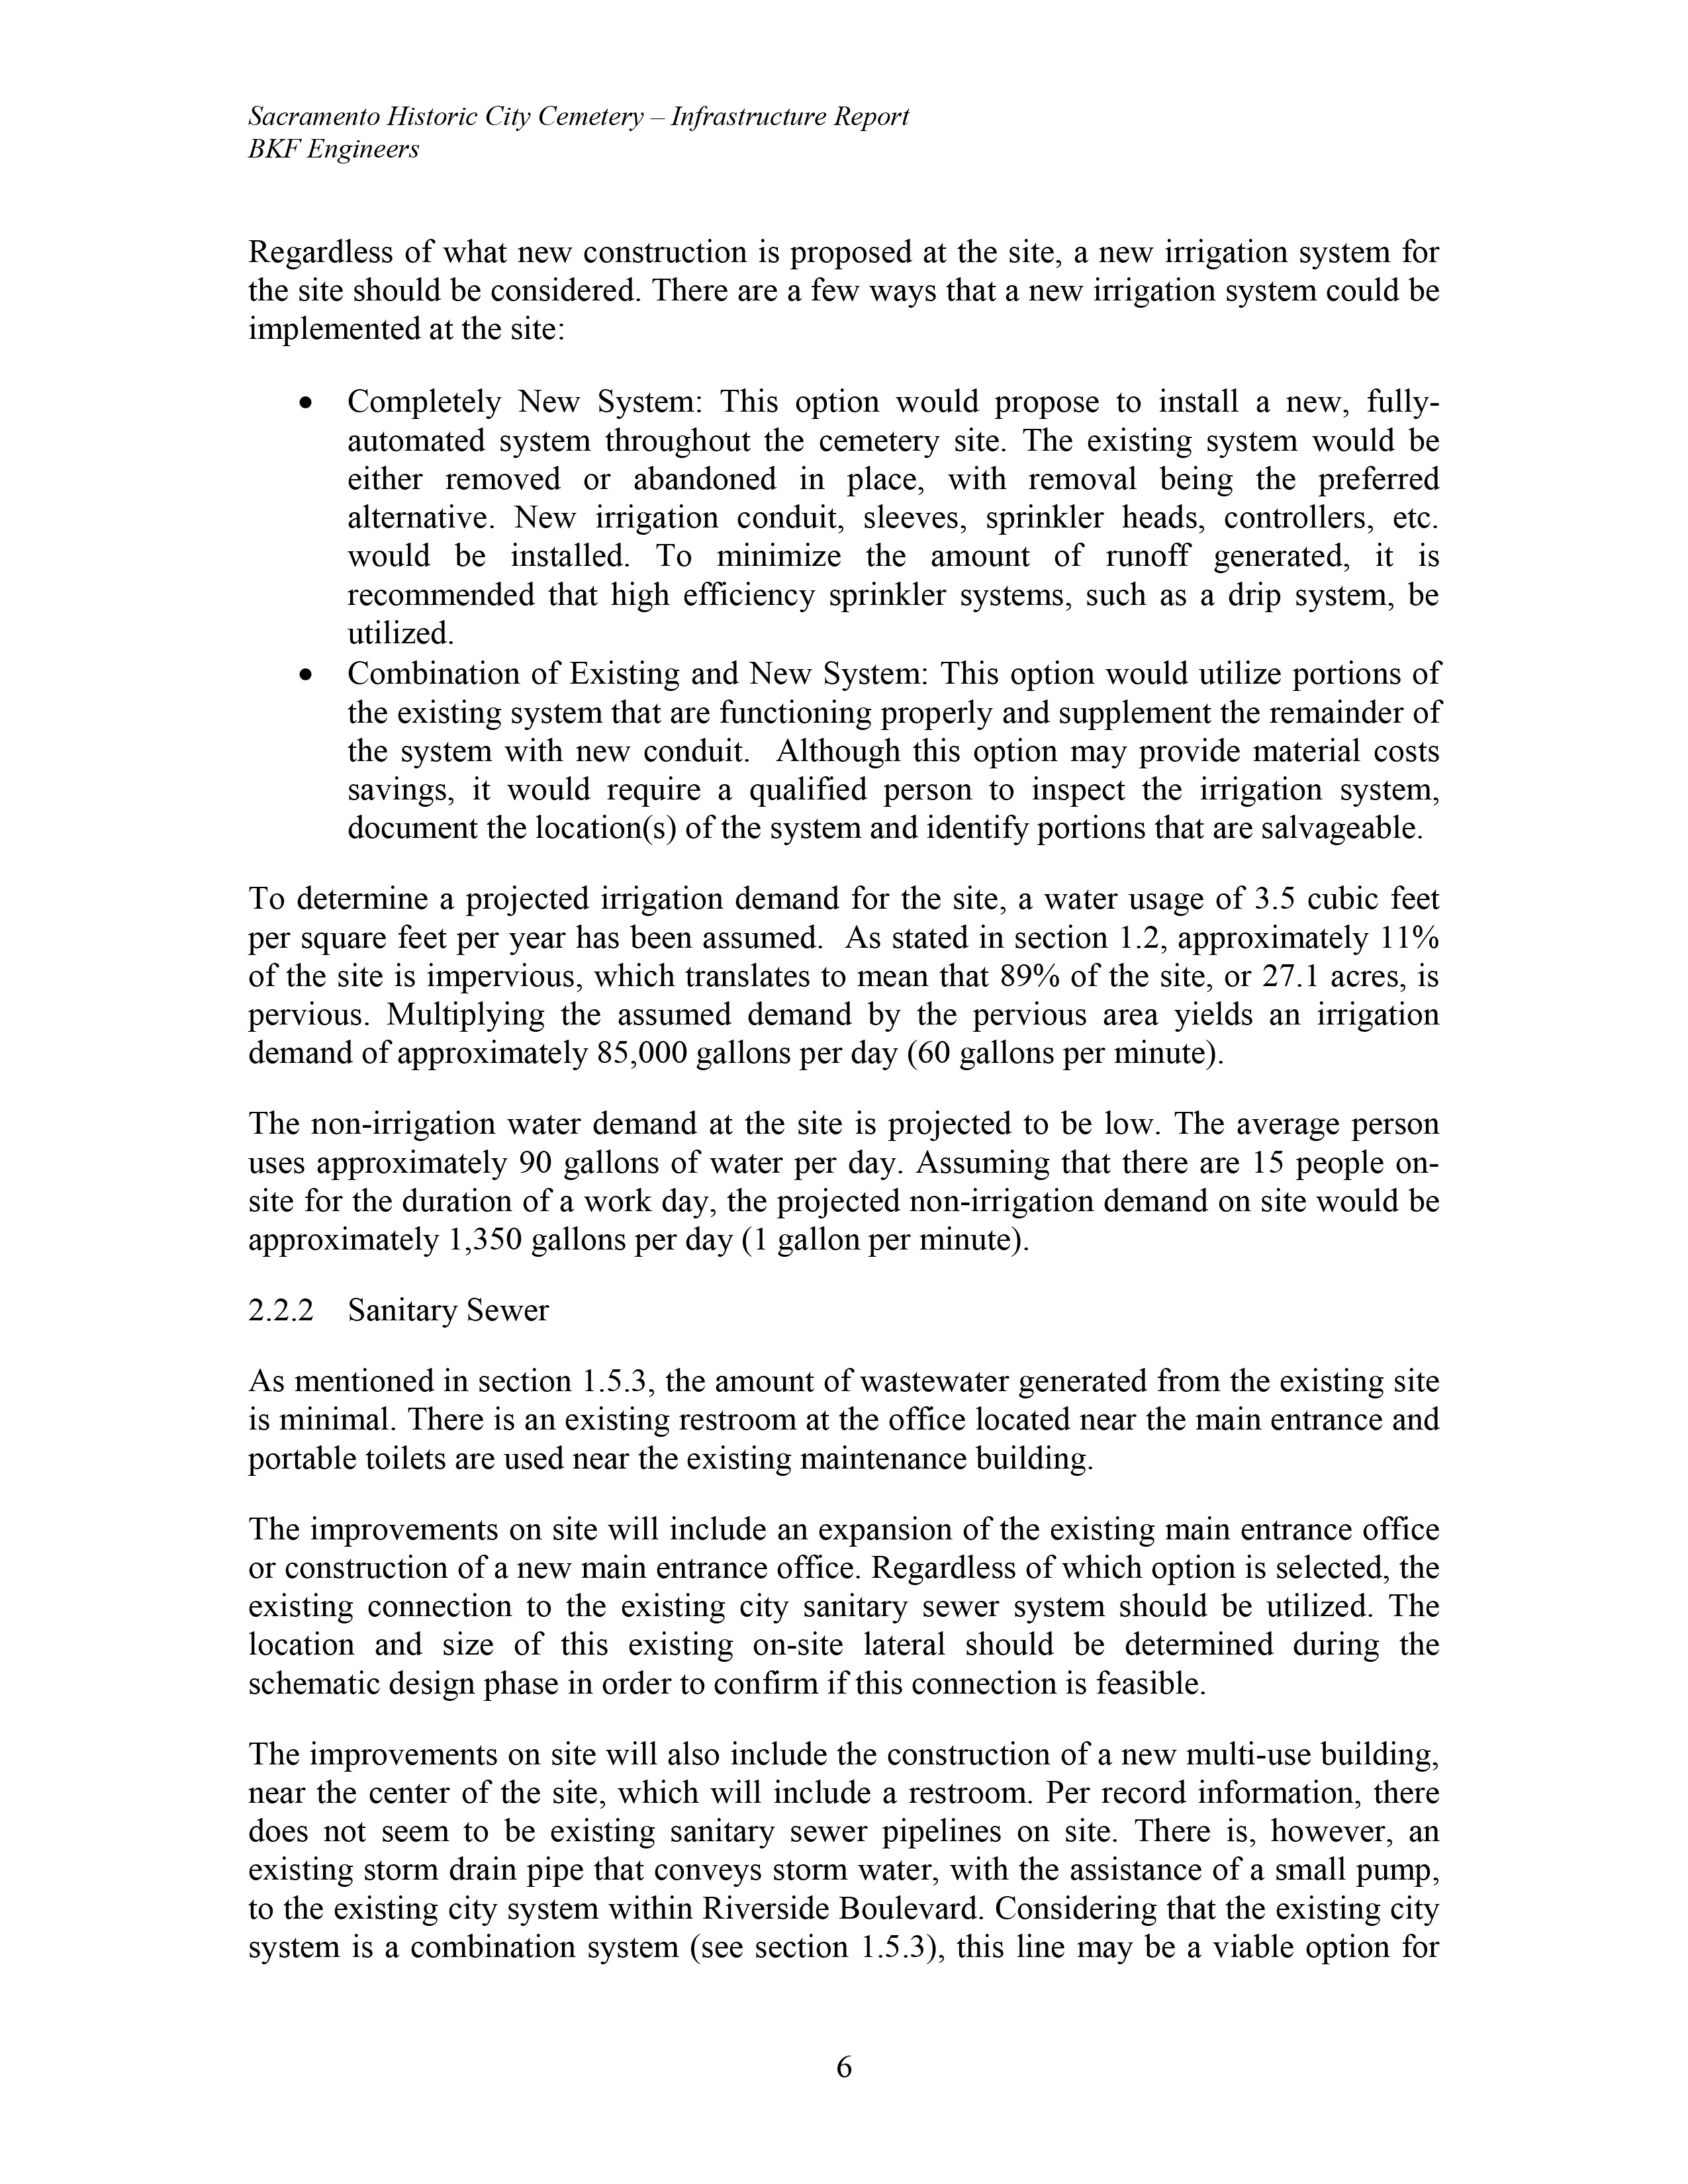 Sacramento Historic City Cemetery – Infrastructure Report
BKF Engineers
Regardless of what new construction is proposed at the site, a new irrigation system for
the site should be considered. There are a few ways that a new irrigation system could be
implemented at the site:
• Completely New System: This option would propose to install a new, fully-
automated system throughout the cemetery site. The existing system would be
either removed or abandoned in place, with removal being the preferred
alternative. New irrigation conduit, sleeves, sprinkler heads, controllers, etc.
would be installed. To minimize the amount of runoff generated, it is
recommended that high efficiency sprinkler systems, such as a drip system, be
utilized.
• Combination of Existing and New System: This option would utilize portions of
the existing system that are functioning properly and supplement the remainder of
the system with new conduit.  Although this option may provide material costs
savings, it would require a qualified person to inspect the irrigation system,
document the location(s) of the system and identify portions that are salvageable.
To determine a projected irrigation demand for the site, a water usage of 3.5 cubic feet
per square feet per year has been assumed.  As stated in section 1.2, approximately 11%
of the site is impervious, which translates to mean that 89% of the site, or 27.1 acres, is
pervious. Multiplying the assumed demand by the pervious area yields an irrigation
demand of approximately 85,000 gallons per day (60 gallons per minute).
The non-irrigation water demand at the site is projected to be low. The average person
uses approximately 90 gallons of water per day. Assuming that there are 15 people on-
site for the duration of a work day, the projected non-irrigation demand on site would be
approximately 1,350 gallons per day (1 gallon per minute).
2.2.2 Sanitary Sewer
As mentioned in section 1.5.3, the amount of wastewater generated from the existing site
is minimal. There is an existing restroom at the office located near the main entrance and
portable toilets are used near the existing maintenance building.
The improvements on site will include an expansion of the existing main entrance office
or construction of a new main entrance office. Regardless of which option is selected, the
existing connection to the existing city sanitary sewer system should be utilized. The
location and size of this existing on-site lateral should be determined during the
schematic design phase in order to confirm if this connection is feasible.
The improvements on site will also include the construction of a new multi-use building,
near the center of the site, which will include a restroom. Per record information, there
does not seem to be existing sanitary sewer pipelines on site. There is, however, an
existing storm drain pipe that conveys storm water, with the assistance of a small pump,
to the existing city system within Riverside Boulevard. Considering that the existing city
system is a combination system (see section 1.5.3), this line may be a viable option for
6